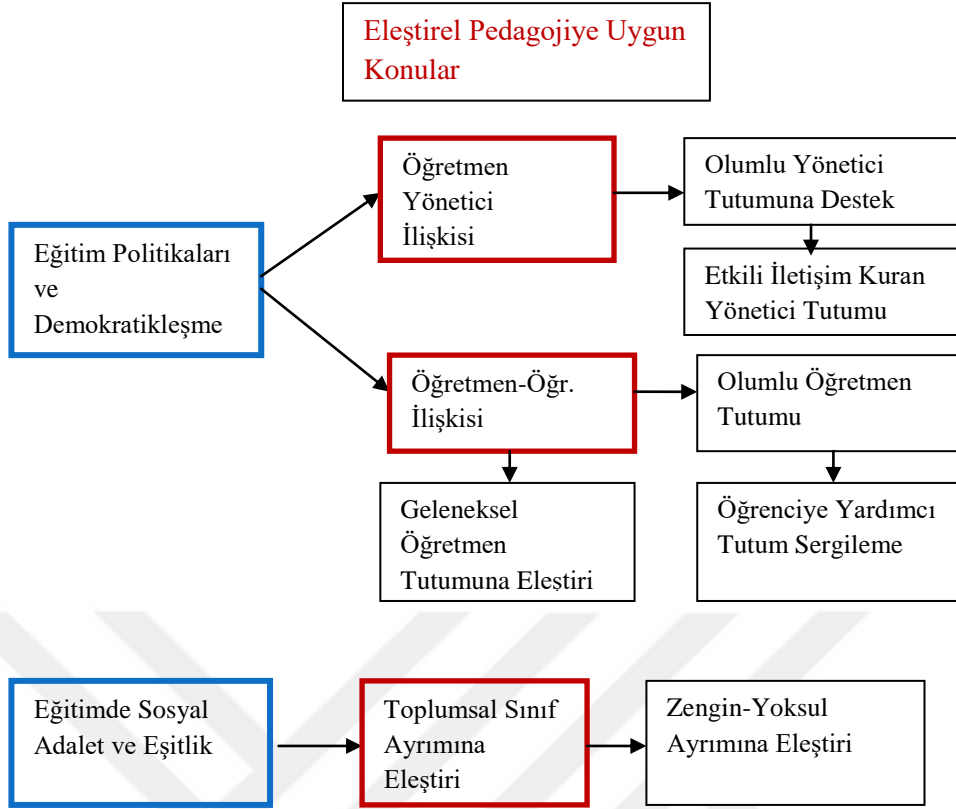 Eleştirel Pedagojiye Uygun
Konular
Öğretmen
Yönetici
İlişkisi
Olumlu Yönetici
Tutumuna Destek
Eğitim Politikaları
ve
Demokratikleşme
Etkili İletişim Kuran
Yönetici Tutumu
Öğretmen-Öğr.
İlişkisi
Olumlu Öğretmen
Tutumu
Geleneksel
Öğretmen
Tutumuna Eleştiri
Öğrenciye Yardımcı
Tutum Sergileme
Eğitimde Sosyal
Adalet ve Eşitlik
Toplumsal Sınıf
Ayrımına
Eleştiri
Zengin-Yoksul
Ayrımına Eleştiri